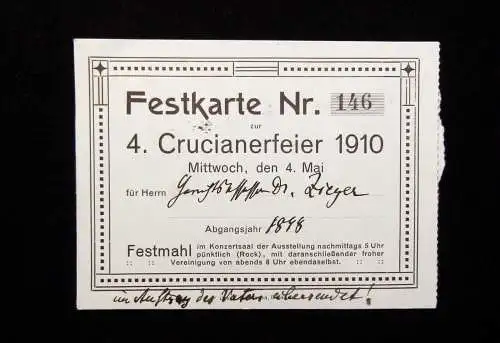 Festkarte Nr. 146
zur
4. Crucianerfeier 1910
Mittwoch, den 4. Mai
für Herrn Gerichtsassessor Dr. Zieger
Abgangsjahr 1898
Festmahl im Konzertsaal der Ausstellung nachmittags 5 Uhr
pünktlich (Rock), mit daranschließender froher
Vereinigung von abends 8 Uhr ebendaselbst.
im Auftrag des Vaters übersendet!